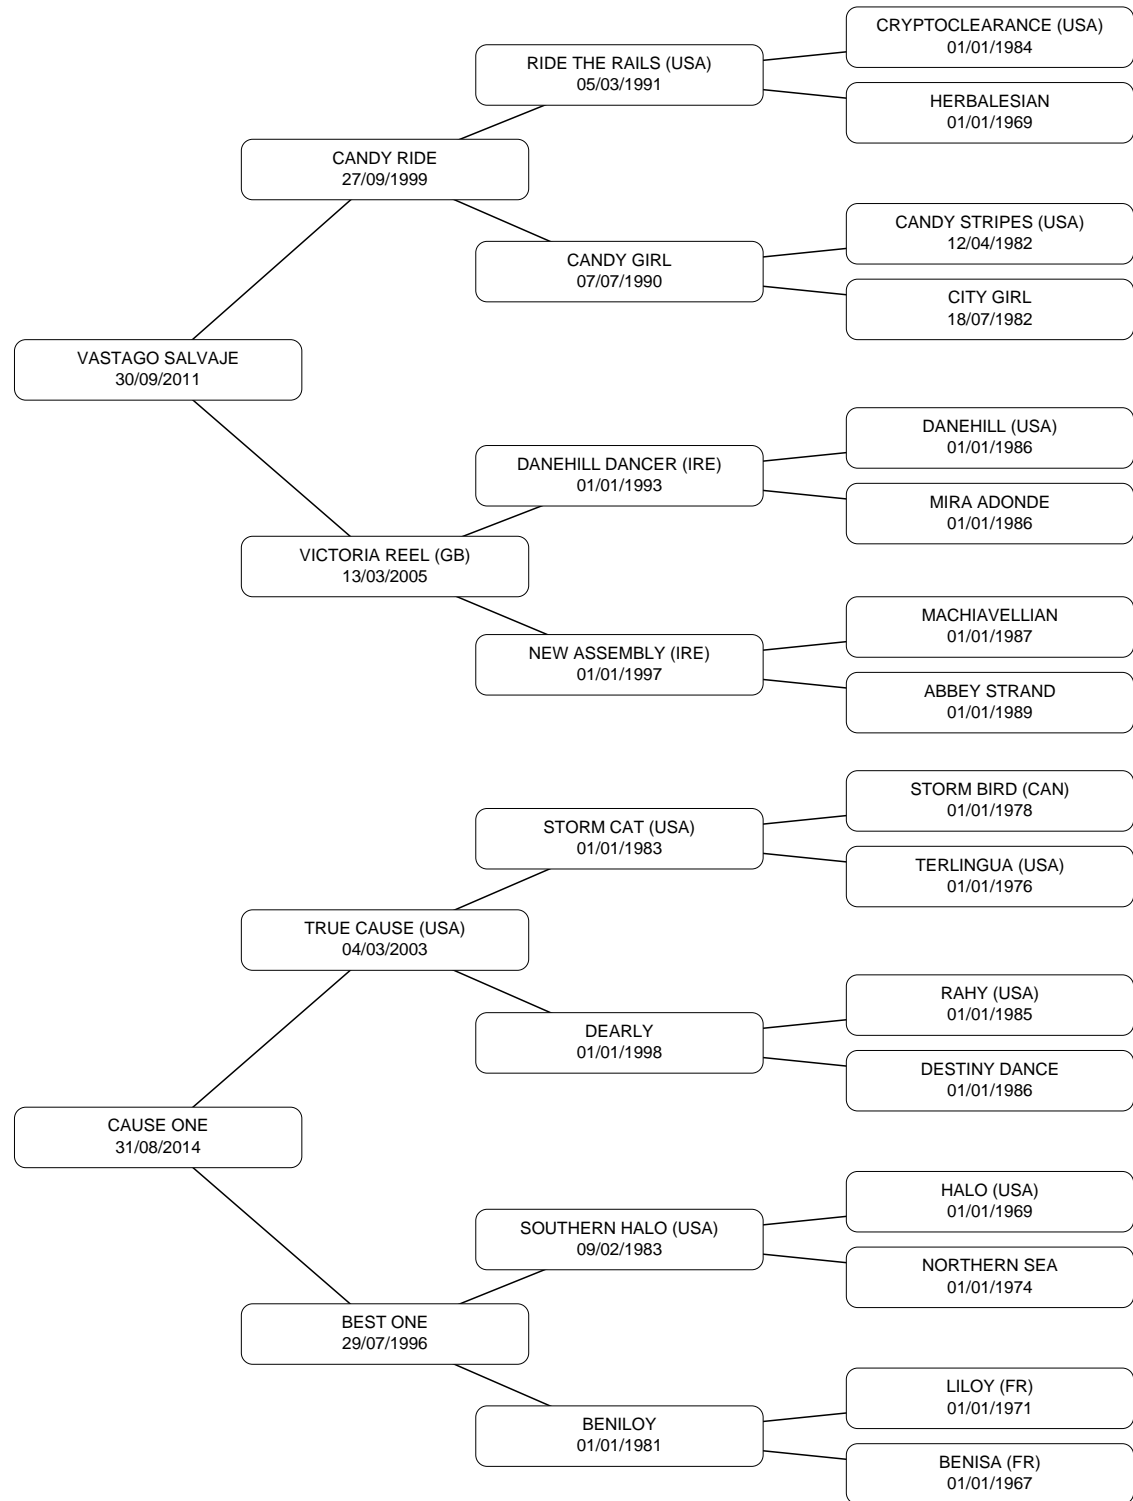 CRYPTOCLEARANCE (USA)
01/01/1984
RIDE THE RAILS (USA)
05/03/1991
HERBALESIAN
01/01/1969
CANDY RIDE
27/09/1999
CANDY STRIPES (USA)
12/04/1982
CANDY GIRL
07/07/1990
CITY GIRL
18/07/1982
VASTAGO SALVAJE
30/09/2011
DANEHILL (USA)
01/01/1986
DANEHILL DANCER (IRE)
01/01/1993
MIRA ADONDE
01/01/1986
VICTORIA REEL (GB)
13/03/2005
MACHIAVELLIAN
01/01/1987
NEW ASSEMBLY (IRE)
01/01/1997
ABBEY STRAND
01/01/1989
STORM BIRD (CAN)
01/01/1978
STORM CAT (USA)
01/01/1983
TERLINGUA (USA)
01/01/1976
TRUE CAUSE (USA)
04/03/2003
RAHY (USA)
01/01/1985
DEARLY
01/01/1998
DESTINY DANCE
01/01/1986
CAUSE ONE
31/08/2014
HALO (USA)
01/01/1969
SOUTHERN HALO (USA)
09/02/1983
NORTHERN SEA
01/01/1974
BEST ONE
29/07/1996
LILOY (FR)
01/01/1971
BENILOY
01/01/1981
BENISA (FR)
01/01/1967